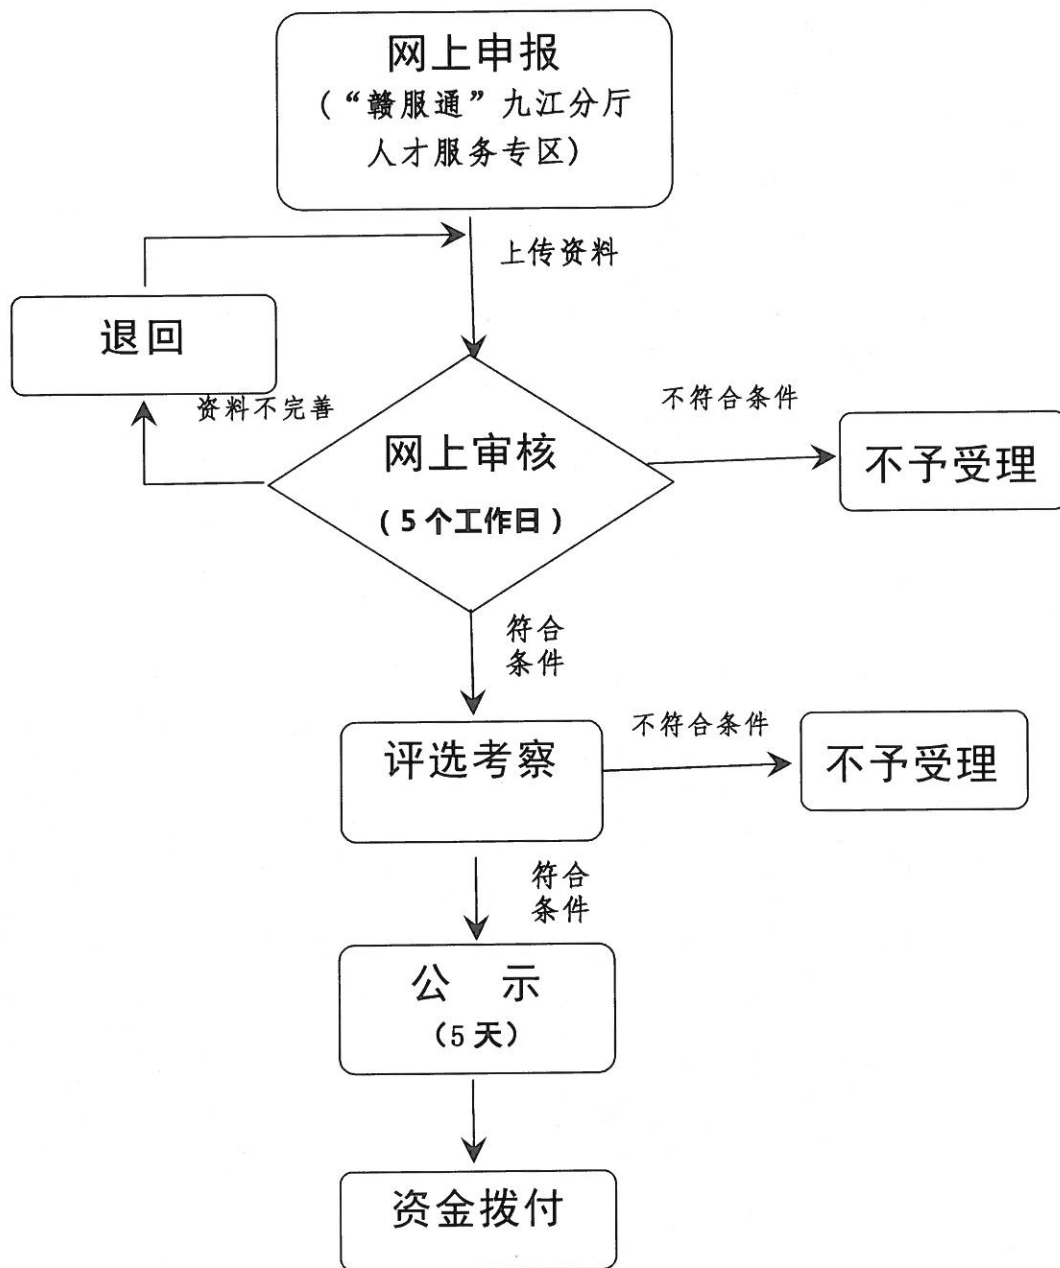 网上申报
(“赣服通”九江分厅
人才服务专区)
上传资料
退回
资料不完善
不符合条件
网上审核
(5个工作日)
不予受理
符合
条件
评选考察
不符合条件
不予受理
符合
条件
公 示
(5天)
资金拨付